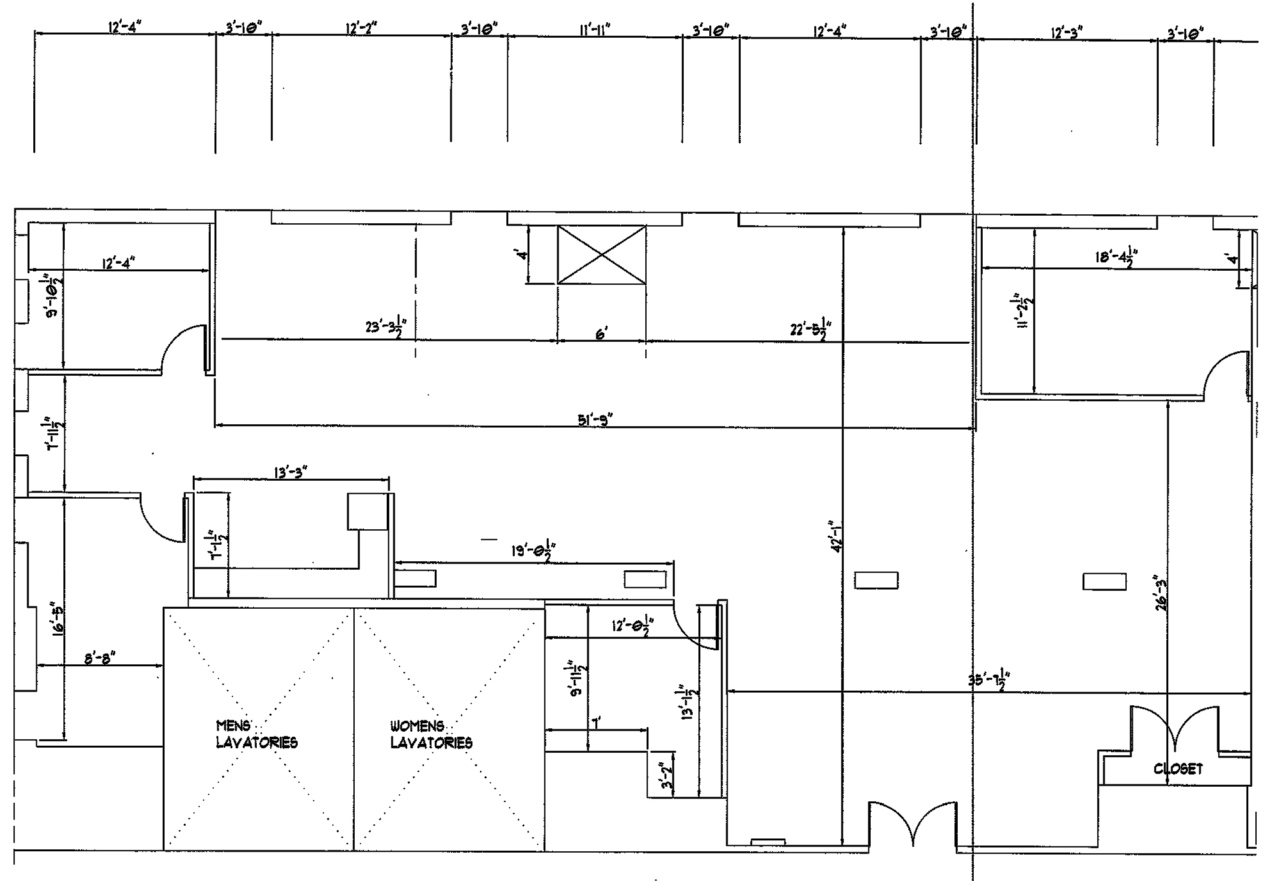 12'-4" 3'-10" 12'-2" 3'-10" 11'-11" 3'-10" 12'-4" 3'-10" 12'-3" 3'-10"
4' 4'
12'-4" 18'-4½"
9'-10½" 11'-2½"
23'-3½" 6' 22'-5½"
51'-9"
7'-11½"
13'-3"
7'-1½" 42'-1"
19'-0½"
16'-5" 26'-3"
12'-0½"
8'-8"
9'-11½" 13'-1½" 35'-7½"
7'
MENS WOMENS
LAVATORIES LAVATORIES
3'-2" CLOSET